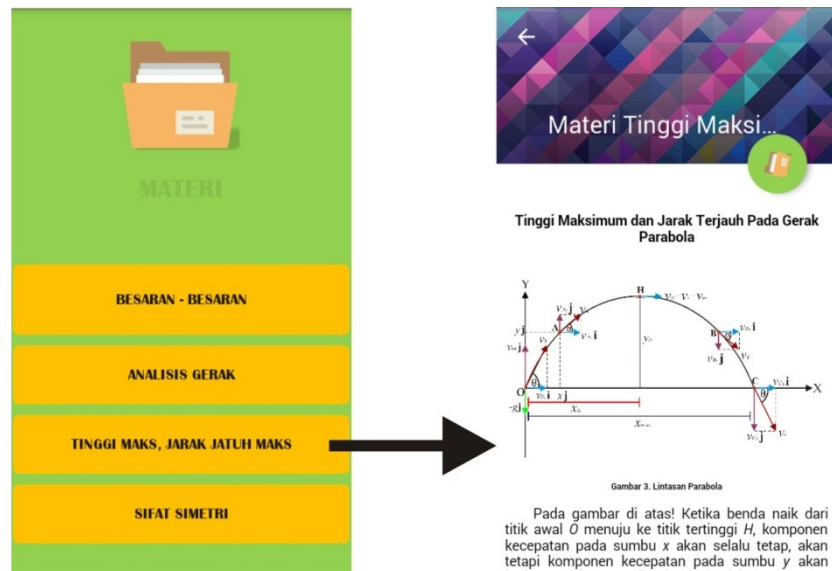 MATERI
BESARAN - BESARAN
ANALISIS GERAK
TINGGI MAKS, JARAK JATUH MAKS
SIFAT SIMETRI
Materi Tinggi Maksi...
Tinggi Maksimum dan Jarak Terjauh Pada Gerak
Parabola
Y
H
A
B
O
C
X
θ
θ
-gj
x j
y j
Gambar 3. Lintasan Parabola
Pada gambar di atas! Ketika benda naik dari
titik awal O menuju ke titik tertinggi H, komponen
kecepatan pada sumbu x akan selalu tetap, akan
tetapi komponen kecepatan pada sumbu y akan